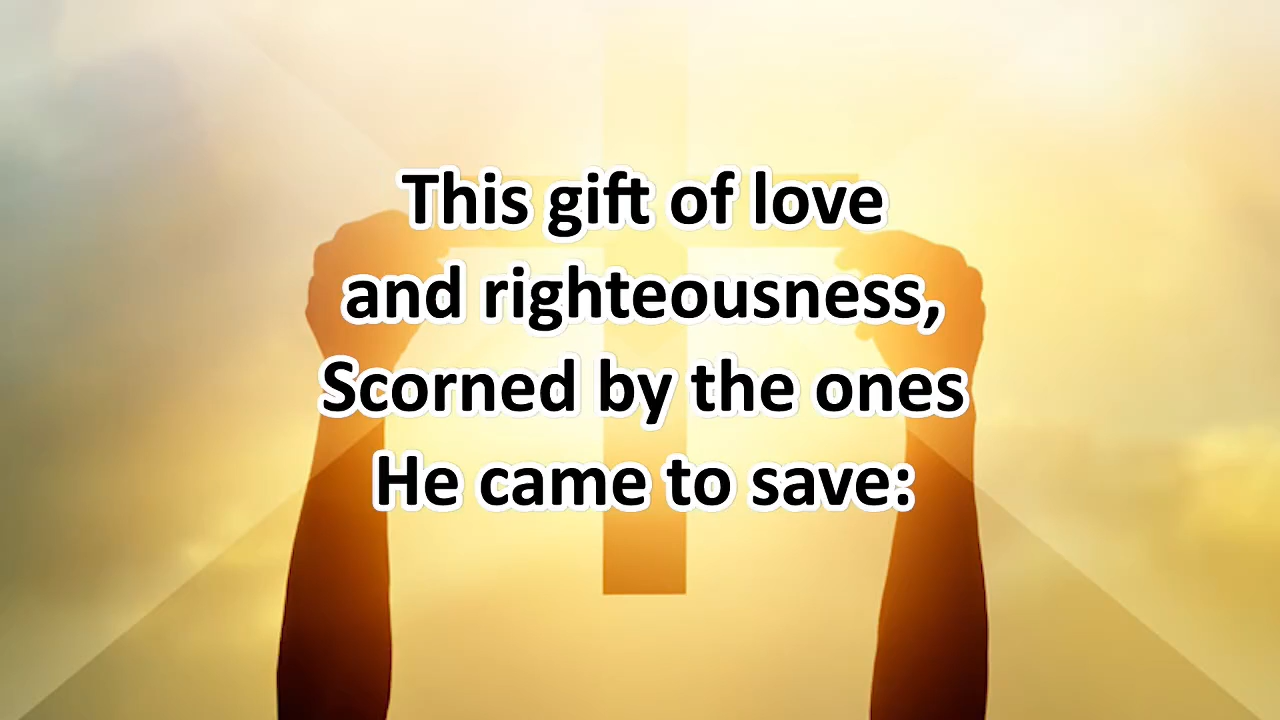 This gift of love
and righteousness,
Scorned by the ones
He came to save: